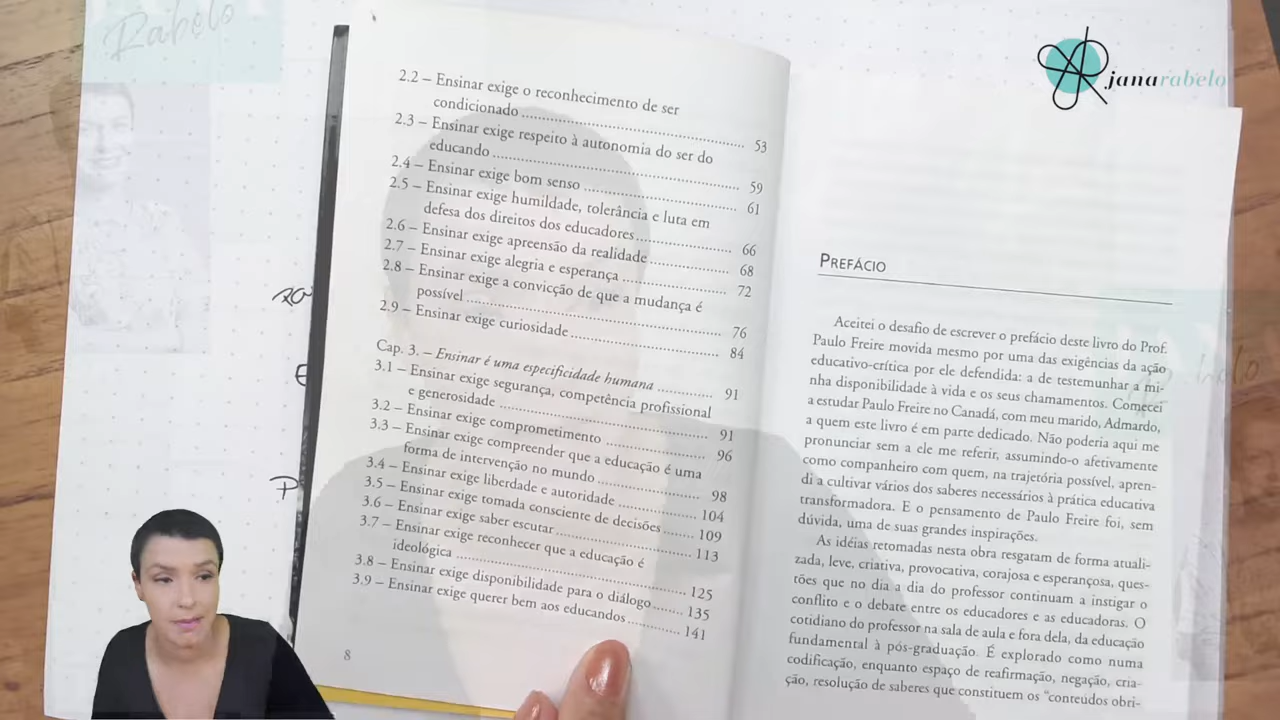 Rabelo
janarabelo
2.2 – Ensinar exige o reconhecimento de ser
condicionado ........ 53
2.3 – Ensinar exige respeito à autonomia do ser do
educando ........ 59
2.4 – Ensinar exige bom senso ........ 61
2.5 – Ensinar exige humildade, tolerância e luta em
defesa dos direitos dos educadores ........ 66
2.6 – Ensinar exige apreensão da realidade ........ 68
2.7 – Ensinar exige alegria e esperança ........ 72
2.8 – Ensinar exige a convicção de que a mudança é
possível ........ 76
2.9 – Ensinar exige curiosidade ........ 84
Cap. 3. – Ensinar é uma especificidade humana ........ 91
3.1 – Ensinar exige segurança, competência profissional
e generosidade ........ 91
3.2 – Ensinar exige comprometimento ........ 96
3.3 – Ensinar exige compreender que a educação é uma
forma de intervenção no mundo ........ 98
3.4 – Ensinar exige liberdade e autoridade ........ 104
3.5 – Ensinar exige tomada consciente de decisões ........ 109
3.6 – Ensinar exige saber escutar ........ 113
3.7 – Ensinar exige reconhecer que a educação é
ideológica ........ 125
3.8 – Ensinar exige disponibilidade para o diálogo ........ 135
3.9 – Ensinar exige querer bem aos educandos ........ 141
8
PREFÁCIO
Aceitei o desafio de escrever o prefácio deste livro do Prof.
Paulo Freire movida mesmo por uma das exigências da ação
educativo-crítica por ele defendida: a de testemunhar a mi-
nha disponibilidade à vida e os seus chamamentos. Comecei
a estudar Paulo Freire no Canadá, com meu marido, Admardo,
a quem este livro é em parte dedicado. Não poderia aqui me
pronunciar sem a ele me referir, assumindo-o afetivamente
como companheiro com quem, na trajetória possível, apren-
di a cultivar vários dos saberes necessários à prática educativa
transformadora. E o pensamento de Paulo Freire foi, sem
dúvida, uma de suas grandes inspirações.
As idéias retomadas nesta obra resgatam de forma atuali-
zada, leve, criativa, provocativa, corajosa e esperançosa, ques-
tões que no dia a dia do professor continuam a instigar o
conflito e o debate entre os educadores e as educadoras. O
cotidiano do professor na sala de aula e fora dela, da educação
fundamental à pós-graduação. É explorado como numa
codificação, enquanto espaço de reafirmação, negação, cria-
ção, resolução de saberes que constituem os “conteúdos obri-